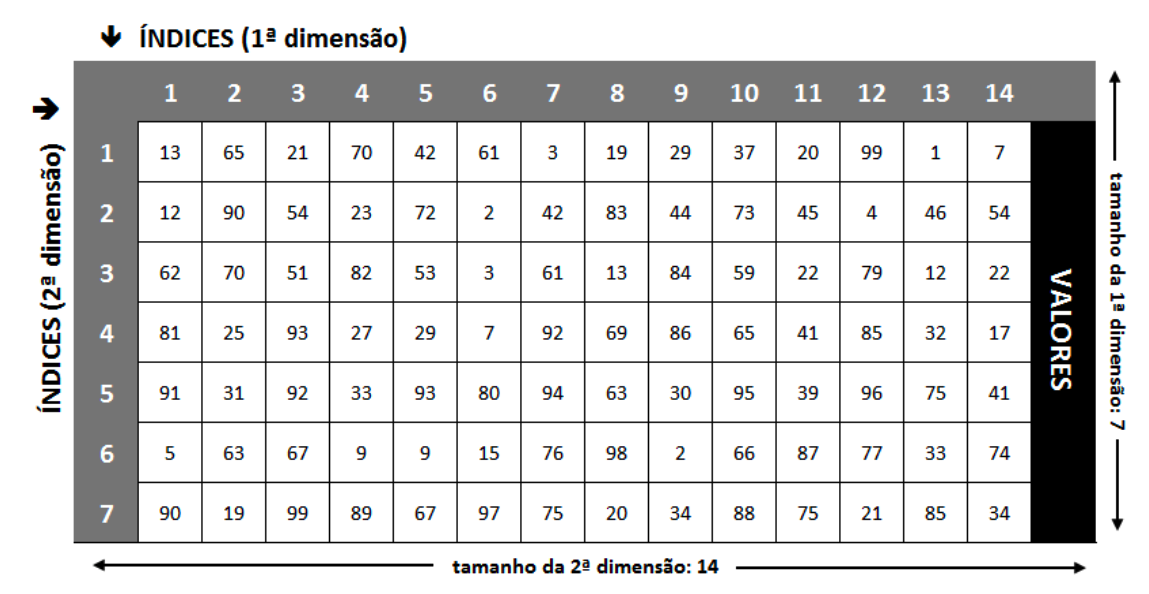 🡻 ÍNDICES (1ª dimensão)
1 2 3 4 5 6 7 8 9 10 11 12 13 14
ÍNDICES (2ª dimensão) 🡻
1 13 65 21 70 42 61 3 19 29 37 20 99 1 7
2 12 90 54 23 72 2 42 83 44 73 45 4 46 54
3 62 70 51 82 53 3 61 13 84 59 22 79 12 22
4 81 25 93 27 29 7 92 69 86 65 41 85 32 17
5 91 31 92 33 93 80 94 63 30 95 39 96 75 41
6 5 63 67 9 9 15 76 98 2 66 87 77 33 74
7 90 19 99 89 67 97 75 20 34 88 75 21 85 34
VALORES
tamanho da 1ª dimensão: 7
tamanho da 2ª dimensão: 14